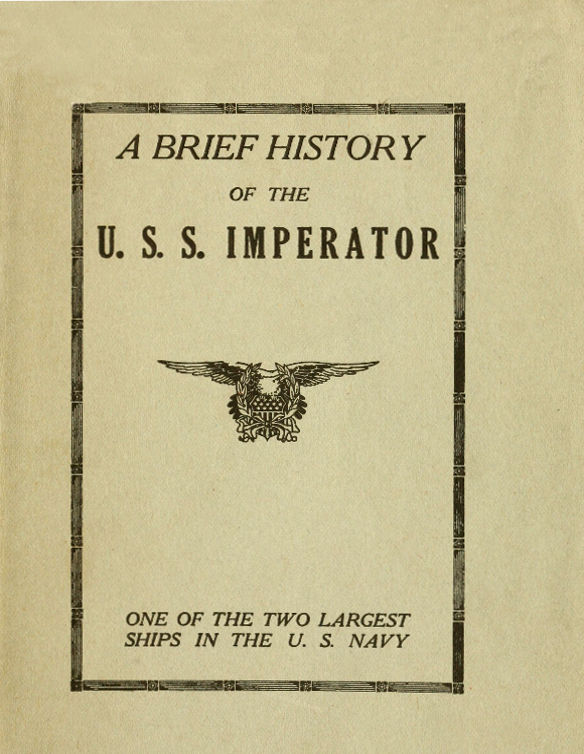 A BRIEF HISTORY
OF THE
U. S. S. IMPERATOR
ONE OF THE TWO LARGEST
SHIPS IN THE U. S. NAVY